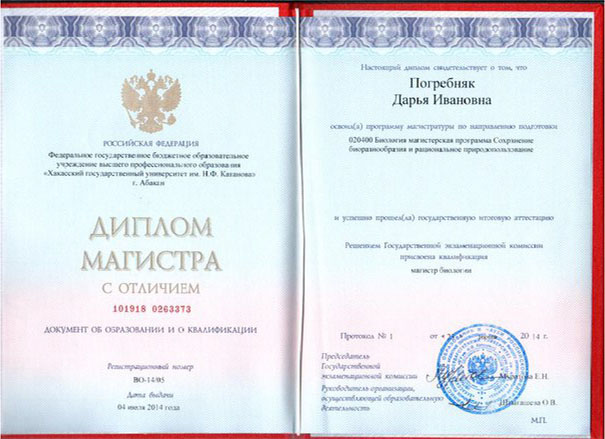 РОССИЙСКАЯ ФЕДЕРАЦИЯ
Федеральное государственное бюджетное образовательное
учреждение высшего профессионального образования
«Хакасский государственный университет им. Н.Ф. Катанова»
г. Абакан
ДИПЛОМ
МАГИСТРА
С ОТЛИЧИЕМ
101918 0263373
ДОКУМЕНТ ОБ ОБРАЗОВАНИИ И О КВАЛИФИКАЦИИ
Регистрационный номер
ВО-14/05
Дата выдачи
04 июля 2014 года
Настоящий диплом свидетельствует о том, что
Погребняк
Дарья Ивановна
освоил(а) программу магистратуры по направлению подготовки
020400 Биология магистерская программа Сохранение
биоразнообразия и рациональное природопользование
и успешно прошел(ла) государственную итоговую аттестацию
Решением Государственной экзаменационной комиссии
присвоена квалификация
магистр биологии
Протокол № 1 от « 2014 г.
Председатель
Государственной
экзаменационной комиссии Е.Н.
Руководитель организации,
осуществляющей образовательную
деятельность О.В.
М.П.